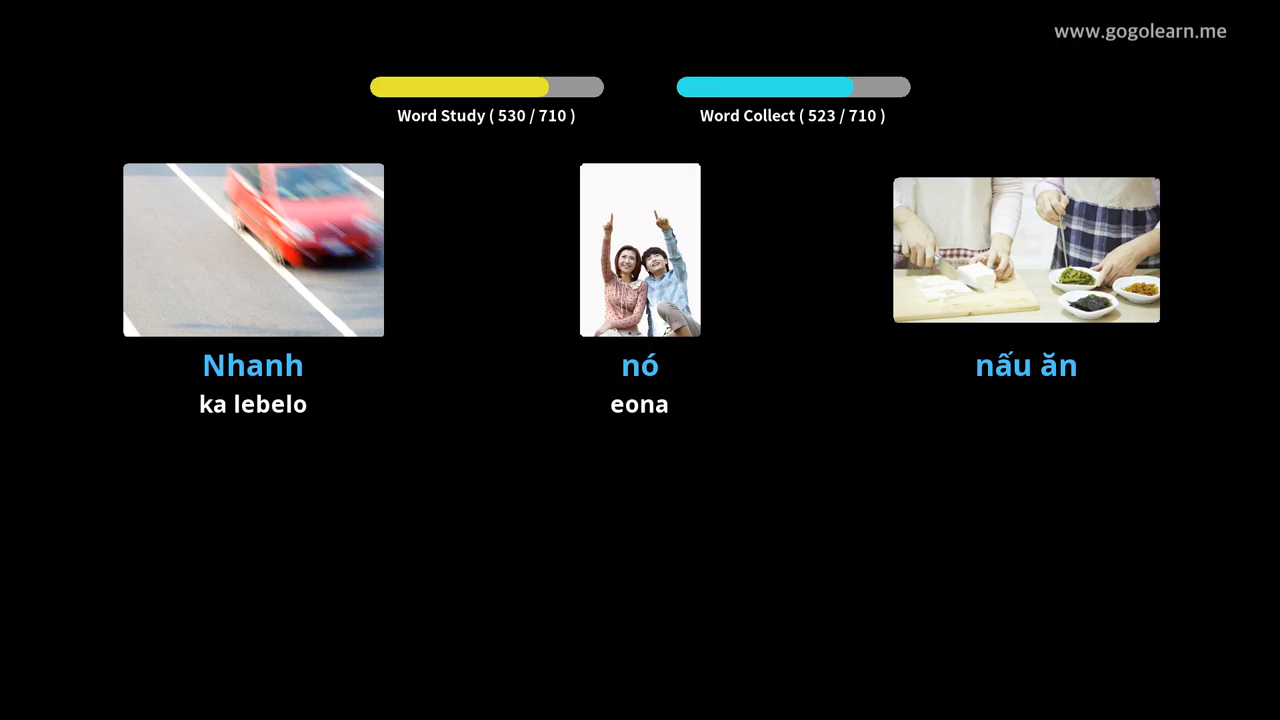 www.gogolearn.me
Word Study ( 530 / 710 )
Word Collect ( 523 / 710 )
Nhanh
ka lebelo
nó
eona
nấu ăn